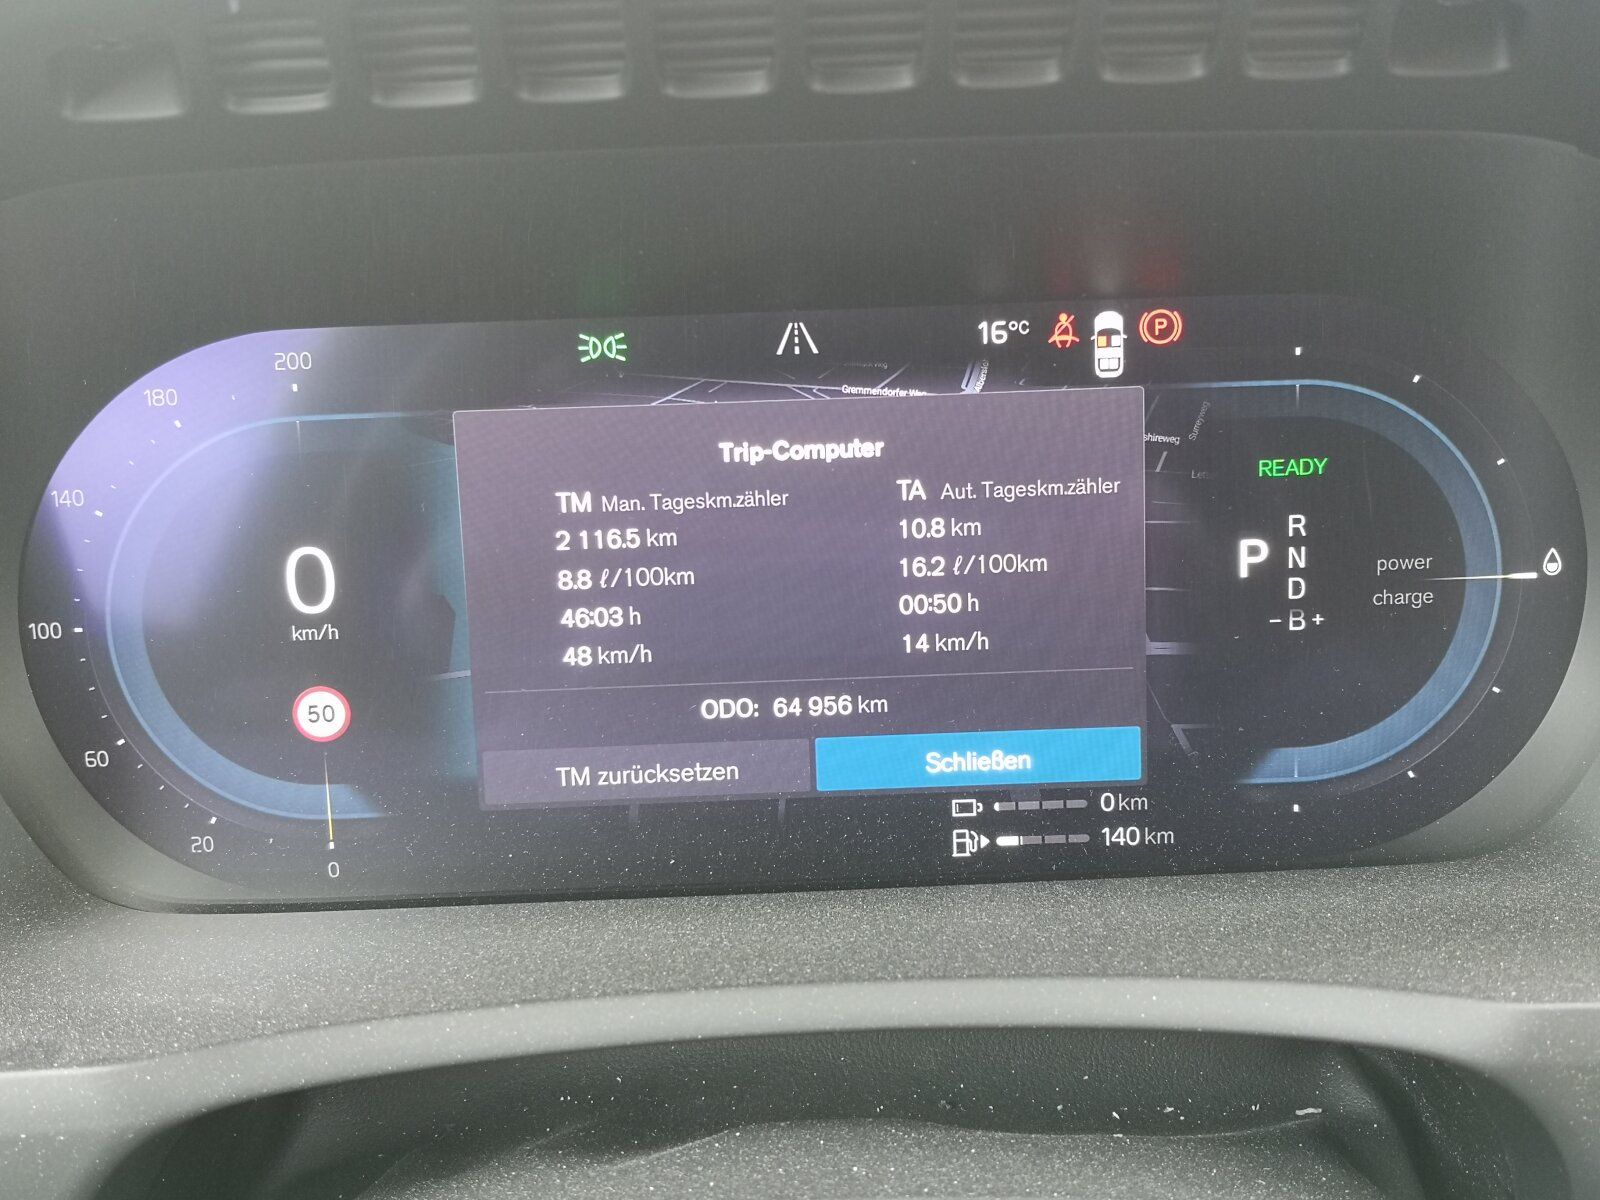 16°C
P
200
180
140
100
60
20
0
Gremmendorfer Weg
Surreyweg
shireweg
Trip-Computer
TM Man. Tageskm.zähler
2 116.5 km
8.8 ℓ/100km
46:03 h
48 km/h
TA Aut. Tageskm.zähler
10.8 km
16.2 ℓ/100km
00:50 h
14 km/h
ODO: 64 956 km
TM zurücksetzen
Schließen
0
km/h
50
READY
P
R
N
D
- B +
power
charge
0 km
140 km